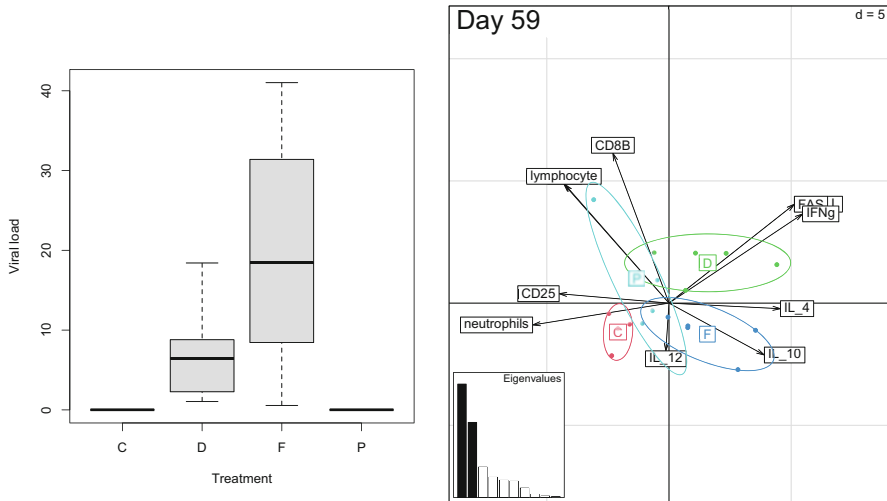 Viral load
40
30
20
10
0
C
D
F
P
Treatment
Day 59
d = 5
CD8B
lymphocyte
FAS_L
IFNg
D
P
CD25
IL_4
neutrophils
C
F
IL_12
IL_10
Eigenvalues